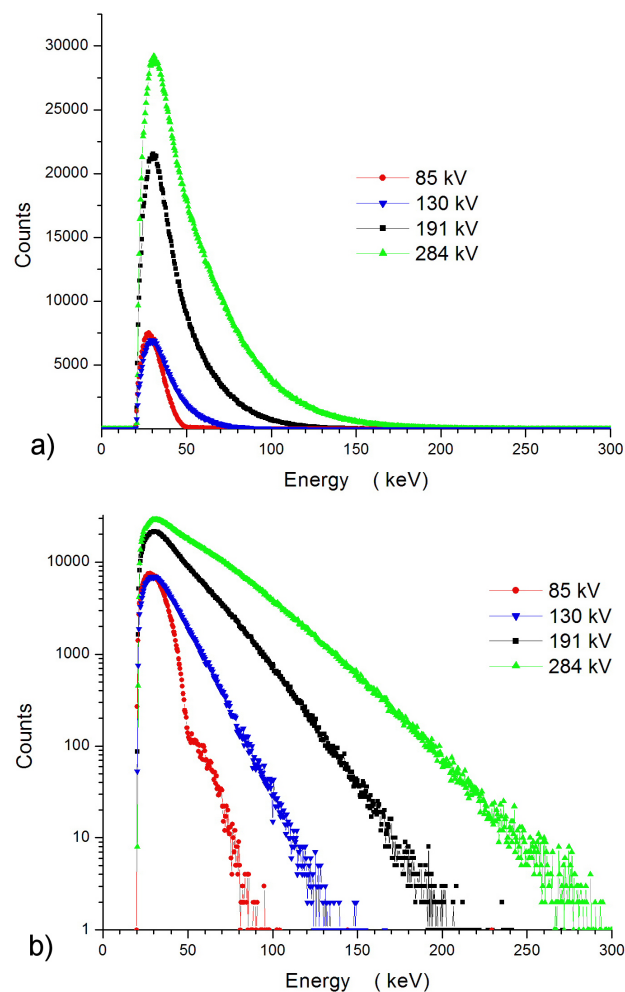 30000
25000
20000
15000
10000
5000
Counts
85 kV
130 kV
191 kV
284 kV
0 50 100 150 200 250 300
a)
Energy ( keV)
10000
1000
100
10
1
Counts
85 kV
130 kV
191 kV
284 kV
0 50 100 150 200 250 300
b)
Energy ( keV)